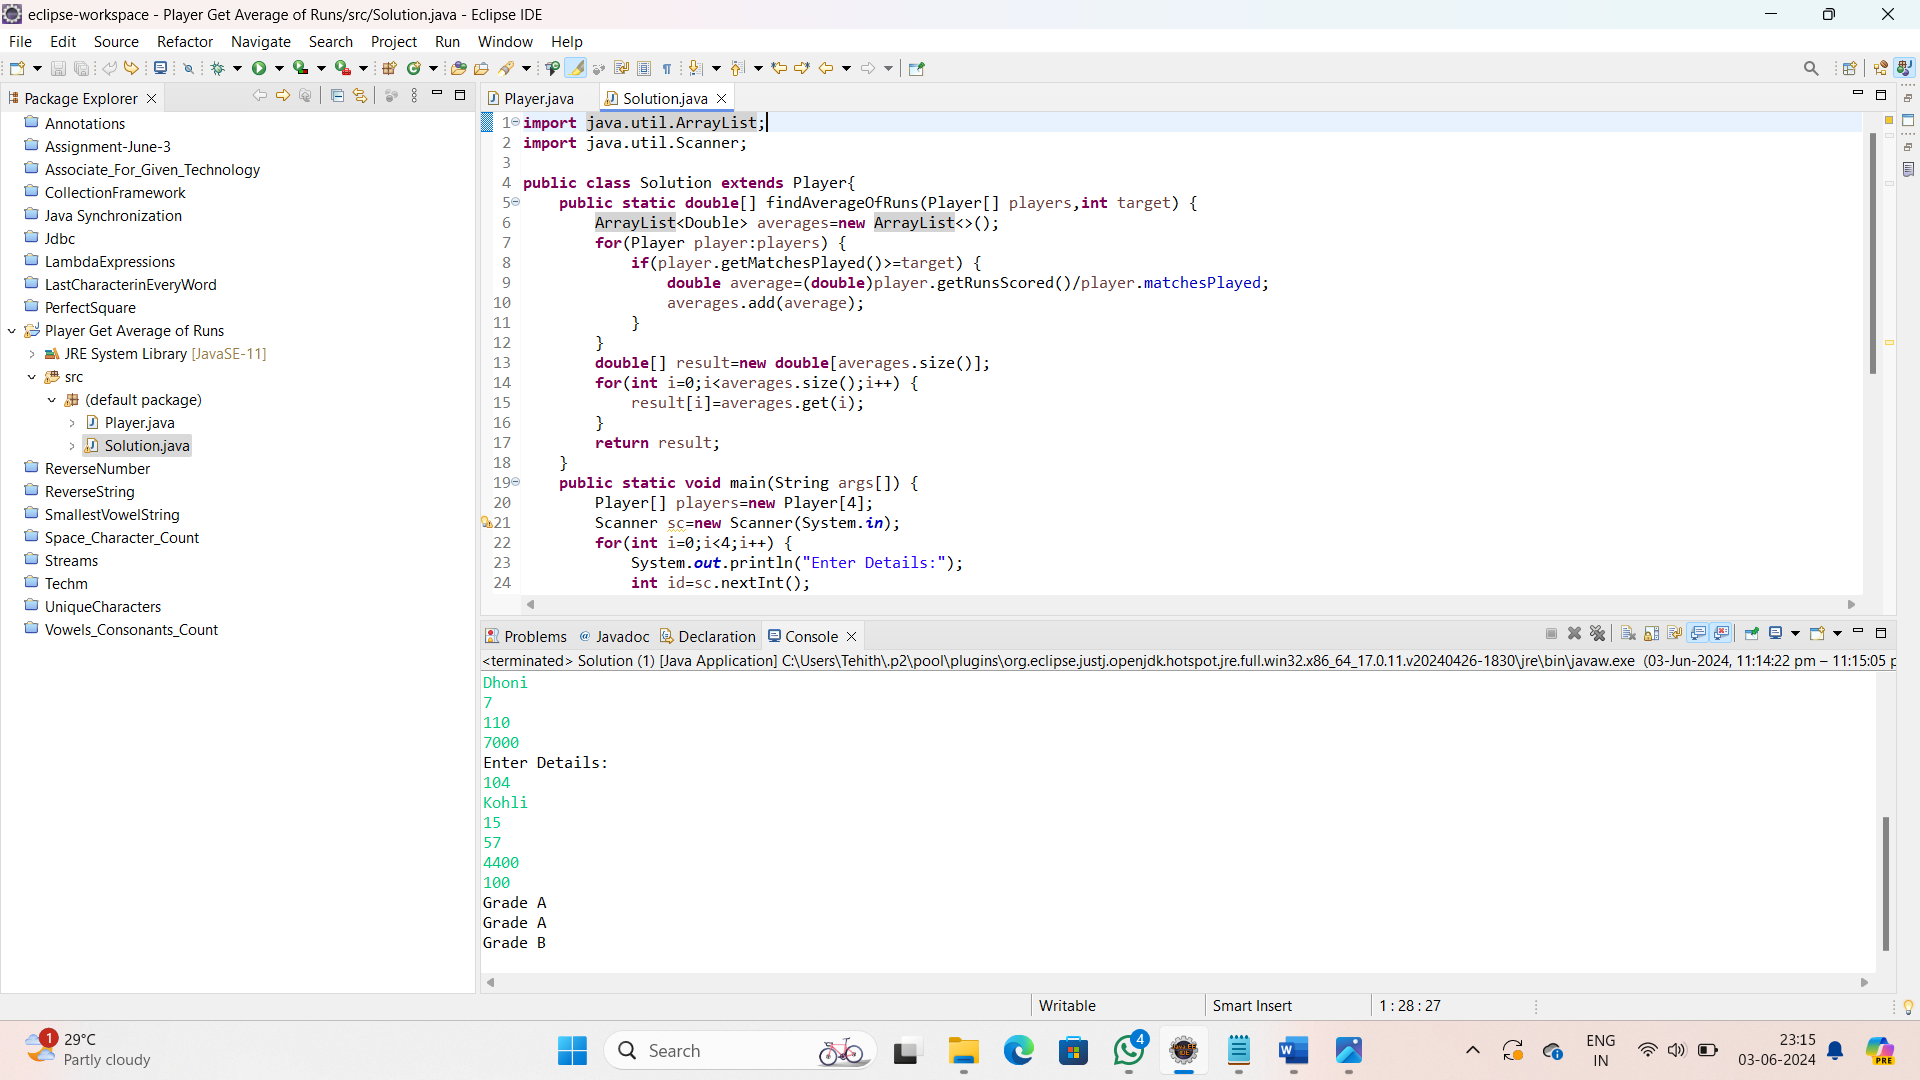 eclipse-workspace - Player Get Average of Runs/src/Solution.java - Eclipse IDE
File Edit Source Refactor Navigate Search Project Run Window Help
Package Explorer
Annotations
Assignment-June-3
Associate_For_Given_Technology
CollectionFramework
Java Synchronization
Jdbc
LambdaExpressions
LastCharacterinEveryWord
PerfectSquare
Player Get Average of Runs
JRE System Library [JavaSE-11]
src
(default package)
Player.java
Solution.java
ReverseNumber
ReverseString
SmallestVowelString
Space_Character_Count
Streams
Techm
UniqueCharacters
Vowels_Consonants_Count
Player.java Solution.java
1 import java.util.ArrayList;
2 import java.util.Scanner;
3
4 public class Solution extends Player{
5 public static double[] findAverageOfRuns(Player[] players,int target) {
6 ArrayList<Double> averages=new ArrayList<>();
7 for(Player player:players) {
8 if(player.getMatchesPlayed()>=target) {
9 double average=(double)player.getRunsScored()/player.matchesPlayed;
10 averages.add(average);
11 }
12 }
13 double[] result=new double[averages.size()];
14 for(int i=0;i<averages.size();i++) {
15 result[i]=averages.get(i);
16 }
17 return result;
18 }
19 public static void main(String args[]) {
20 Player[] players=new Player[4];
21 Scanner sc=new Scanner(System.in);
22 for(int i=0;i<4;i++) {
23 System.out.println("Enter Details:");
24 int id=sc.nextInt();
Problems Javadoc Declaration Console
<terminated> Solution (1) [Java Application] C:\Users\Tehith\.p2\pool\plugins\org.eclipse.justj.openjdk.hotspot.jre.full.win32.x86_64_17.0.11.v20240426-1830\jre\bin\javaw.exe (03-Jun-2024, 11:14:22 pm – 11:15:05 p
Dhoni
7
110
7000
Enter Details:
104
Kohli
15
57
4400
100
Grade A
Grade A
Grade B
Writable Smart Insert 1 : 28 : 27
1
29°C
Partly cloudy
Search
4
ENG
IN
23:15
03-06-2024
PRE